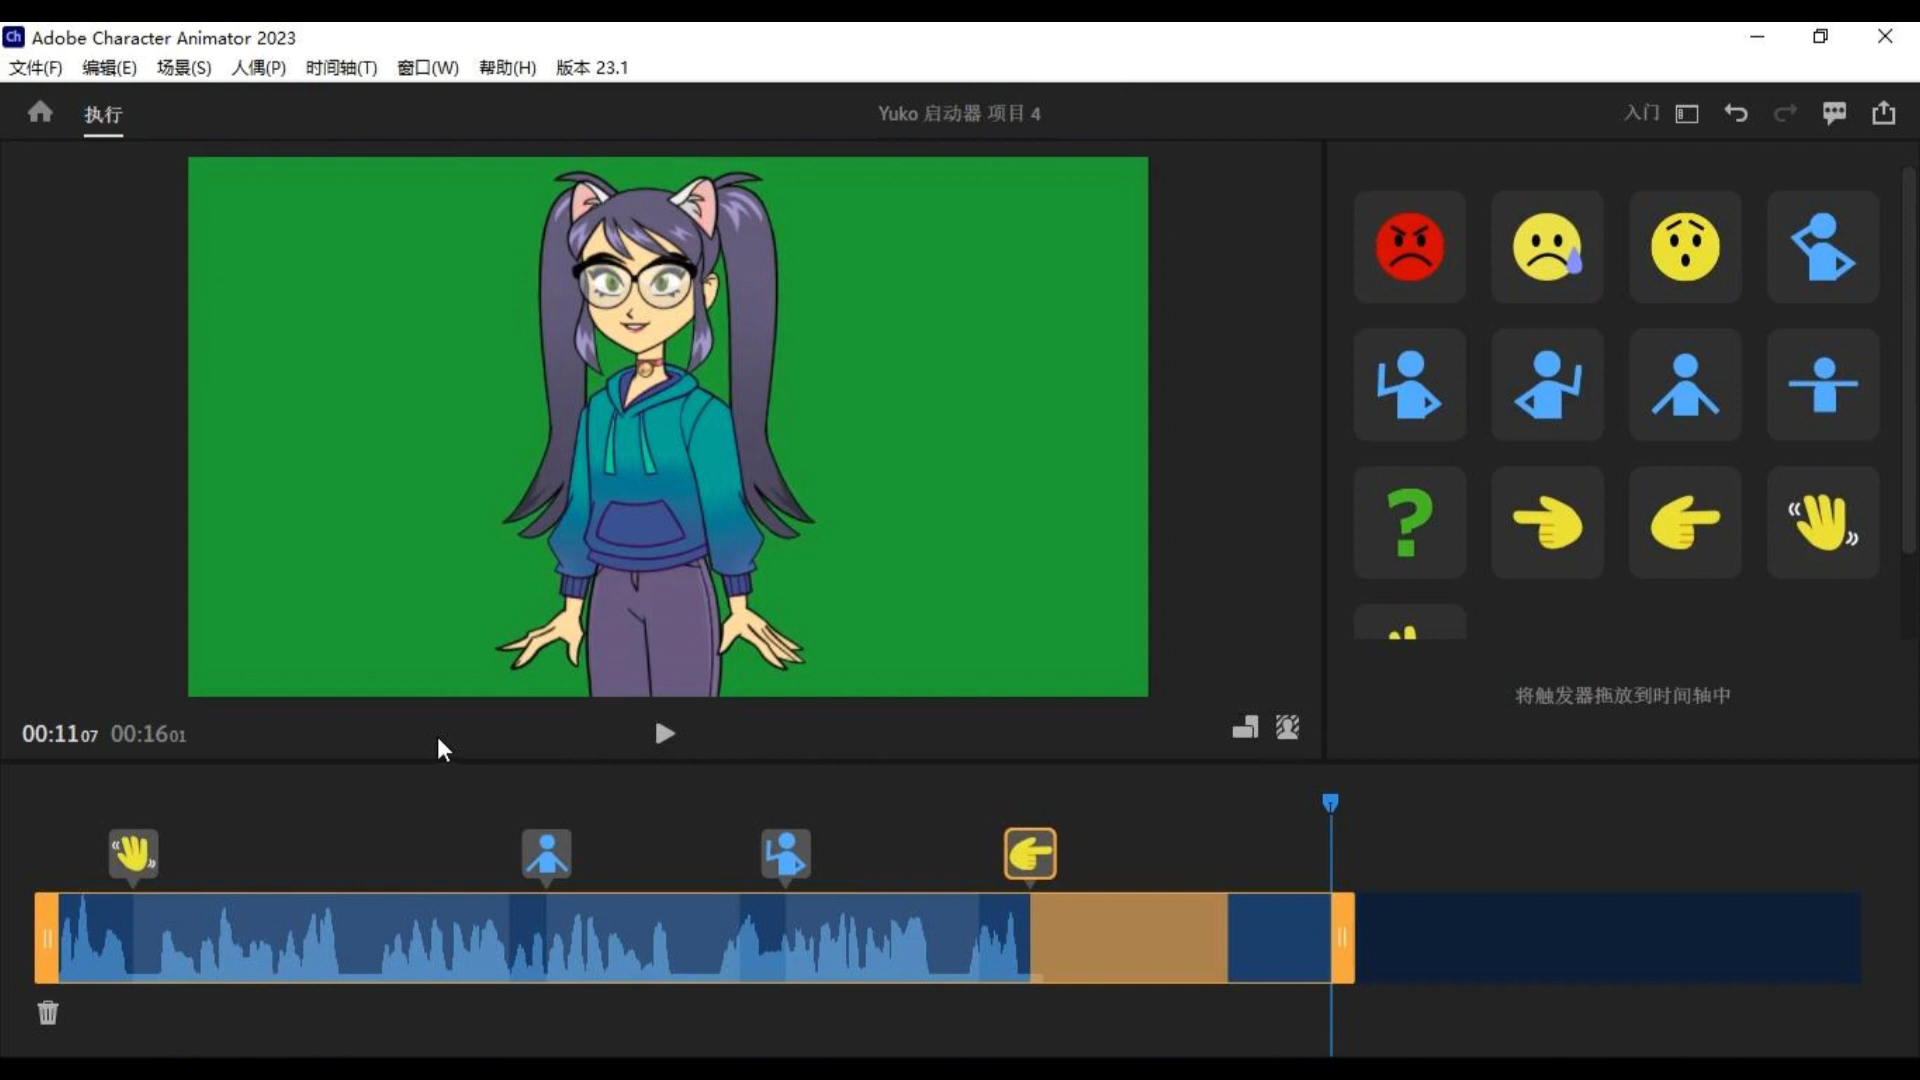 Ch Adobe Character Animator 2023
文件(F) 编辑(E) 场景(S) 人偶(P) 时间轴(T) 窗口(W) 帮助(H) 版本 23.1
执行 Yuko 启动器 项目 4 入门
将触发器拖放到时间轴中
00:1107 00:1601